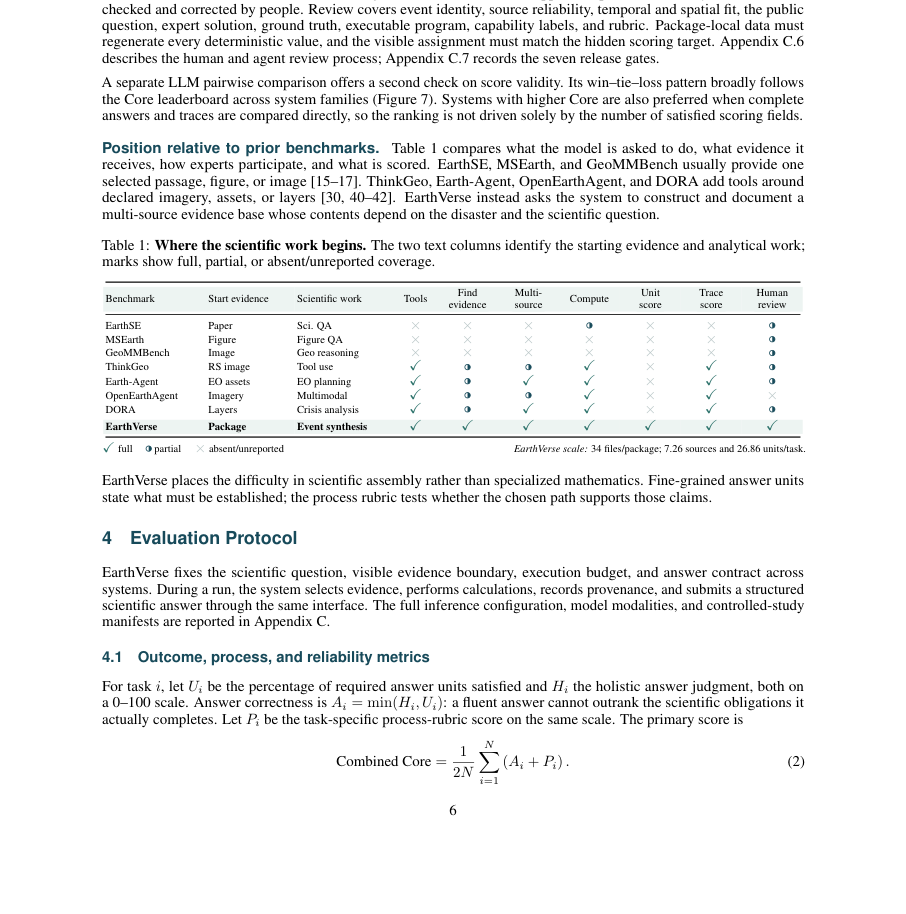 checked and corrected by people. Review covers event identity, source reliability, temporal and spatial fit, the public
question, expert solution, ground truth, executable program, capability labels, and rubric. Package-local data must
regenerate every deterministic value, and the visible assignment must match the hidden scoring target. Appendix C.6
describes the human and agent review process; Appendix C.7 records the seven release gates.
A separate LLM pairwise comparison offers a second check on score validity. Its win–tie–loss pattern broadly follows
the Core leaderboard across system families (Figure 7). Systems with higher Core are also preferred when complete
answers and traces are compared directly, so the ranking is not driven solely by the number of satisfied scoring fields.
Position relative to prior benchmarks. Table 1 compares what the model is asked to do, what evidence it
receives, how experts participate, and what is scored. EarthSE, MSEarth, and GeoMMBench usually provide one
selected passage, figure, or image [15–17]. ThinkGeo, Earth-Agent, OpenEarthAgent, and DORA add tools around
declared imagery, assets, or layers [30, 40–42]. EarthVerse instead asks the system to construct and document a
multi-source evidence base whose contents depend on the disaster and the scientific question.
Table 1: Where the scientific work begins. The two text columns identify the starting evidence and analytical work;
marks show full, partial, or absent/unreported coverage.
Benchmark Start evidence Scientific work Tools Find evidence Multi-source Compute Unit score Trace score Human review
EarthSE Paper Sci. QA × × × ◑ × × ◑
MSEarth Figure Figure QA × × × × × × ◑
GeoMMBench Image Geo reasoning × × × × × × ◑
ThinkGeo RS image Tool use ✓ ◑ ◑ ✓ × ✓ ◑
Earth-Agent EO assets EO planning ✓ ◑ ✓ ✓ × ✓ ◑
OpenEarthAgent Imagery Multimodal ✓ ◑ ◑ ✓ × ✓ ×
DORA Layers Crisis analysis ✓ ◑ ✓ ✓ × ✓ ◑
EarthVerse Package Event synthesis ✓ ✓ ✓ ✓ ✓ ✓ ✓
✓ full ◑ partial × absent/unreported EarthVerse scale: 34 files/package; 7.26 sources and 26.86 units/task.
EarthVerse places the difficulty in scientific assembly rather than specialized mathematics. Fine-grained answer units
state what must be established; the process rubric tests whether the chosen path supports those claims.
4 Evaluation Protocol
EarthVerse fixes the scientific question, visible evidence boundary, execution budget, and answer contract across
systems. During a run, the system selects evidence, performs calculations, records provenance, and submits a structured
scientific answer through the same interface. The full inference configuration, model modalities, and controlled-study
manifests are reported in Appendix C.
4.1 Outcome, process, and reliability metrics
For task i, let U_i be the percentage of required answer units satisfied and H_i the holistic answer judgment, both on
a 0–100 scale. Answer correctness is A_i = min(H_i, U_i): a fluent answer cannot outrank the scientific obligations it
actually completes. Let P_i be the task-specific process-rubric score on the same scale. The primary score is
Combined Core = \frac{1}{2N} \sum_{i=1}^{N} (A_i + P_i). (2)
6